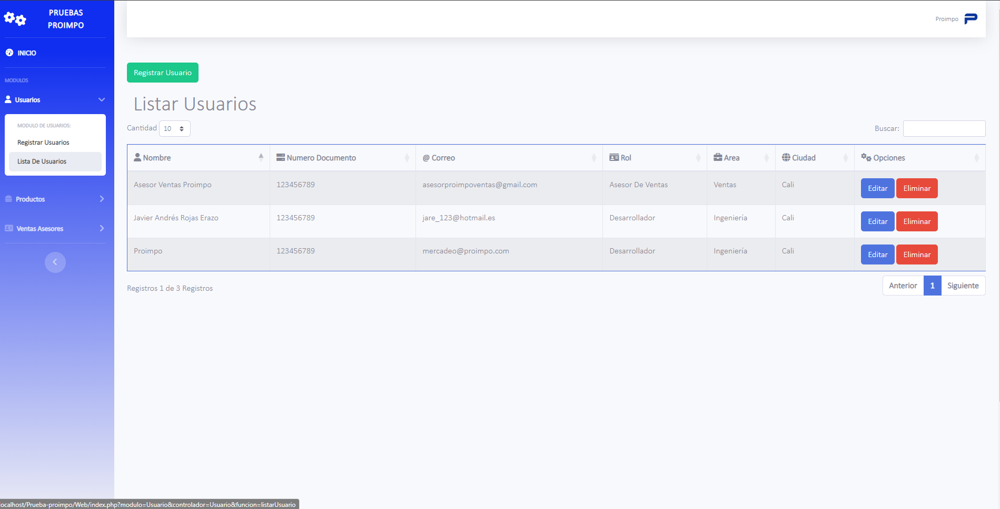 PRUEBAS
PROIMPO
INICIO
MODULOS
Usuarios
MODULO DE USUARIOS:
Registrar Usuarios
Lista De Usuarios
Productos
Ventas Asesores
Proimpo
Registrar Usuario
Listar Usuarios
Cantidad 10
Buscar:
Nombre Numero Documento @ Correo Rol Area Ciudad Opciones
Asesor Ventas Proimpo 123456789 asesorproimpoventas@gmail.com Asesor De Ventas Ventas Cali Editar Eliminar
Javier Andrés Rojas Erazo 123456789 jare_123@hotmail.es Desarrollador Ingeniería Cali Editar Eliminar
Proimpo 123456789 mercadeo@proimpo.com Desarrollador Ingeniería Cali Editar Eliminar
Registros 1 de 3 Registros
Anterior 1 Siguiente
ocalhost/Prueba-proimpo/Web/index.php?modulo=Usuario&controlador=Usuario&funcion=listarUsuario